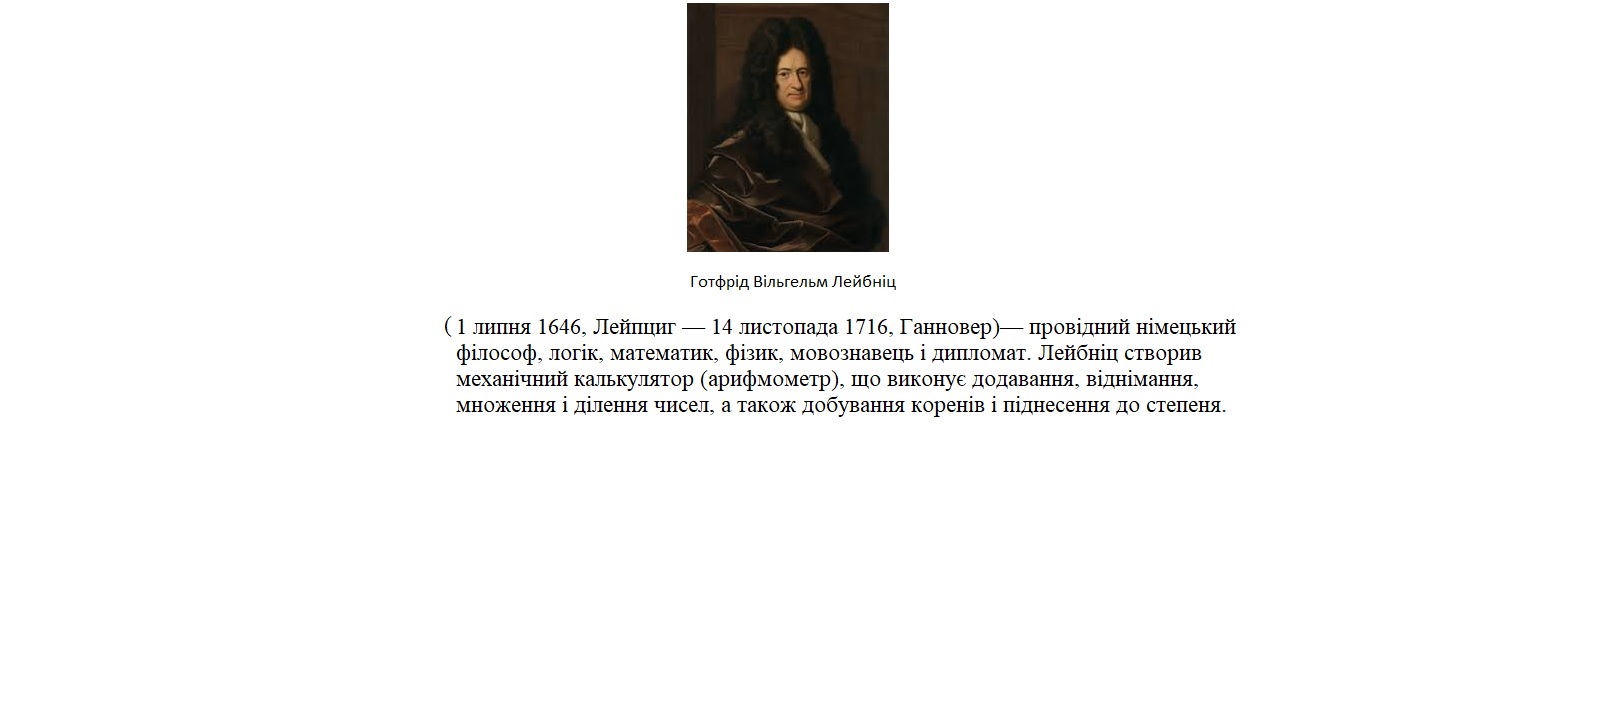 Готфрід Вільгельм Лейбніц
( 1 липня 1646, Лейпциг — 14 листопада 1716, Ганновер)— провідний німецький
філософ, логік, математик, фізик, мовознавець і дипломат. Лейбніц створив
механічний калькулятор (арифмометр), що виконує додавання, віднімання,
множення і ділення чисел, а також добування коренів і піднесення до степеня.